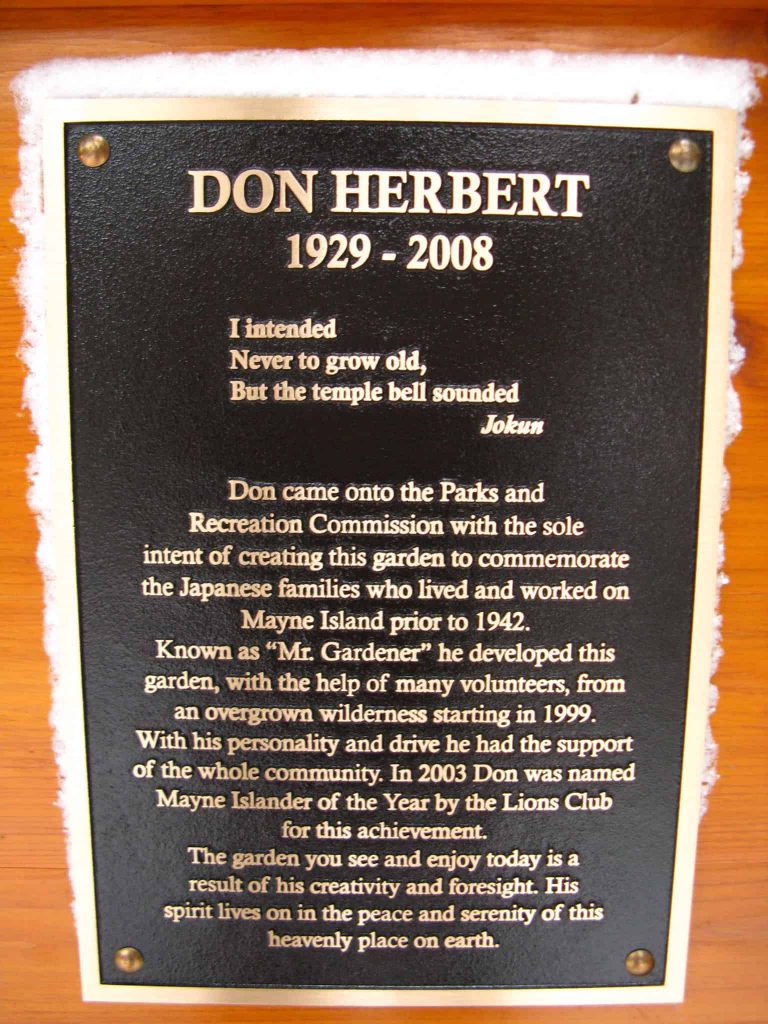 DON HERBERT
1929 - 2008
I intended
Never to grow old,
But the temple bell sounded
Jokun
Don came onto the Parks and
Recreation Commission with the sole
intent of creating this garden to commemorate
the Japanese families who lived and worked on
Mayne Island prior to 1942.
Known as “Mr. Gardener” he developed this
garden, with the help of many volunteers, from
an overgrown wilderness starting in 1999.
With his personality and drive he had the support
of the whole community. In 2003 Don was named
Mayne Islander of the Year by the Lions Club
for this achievement.
The garden you see and enjoy today is a
result of his creativity and foresight. His
spirit lives on in the peace and serenity of this
heavenly place on earth.